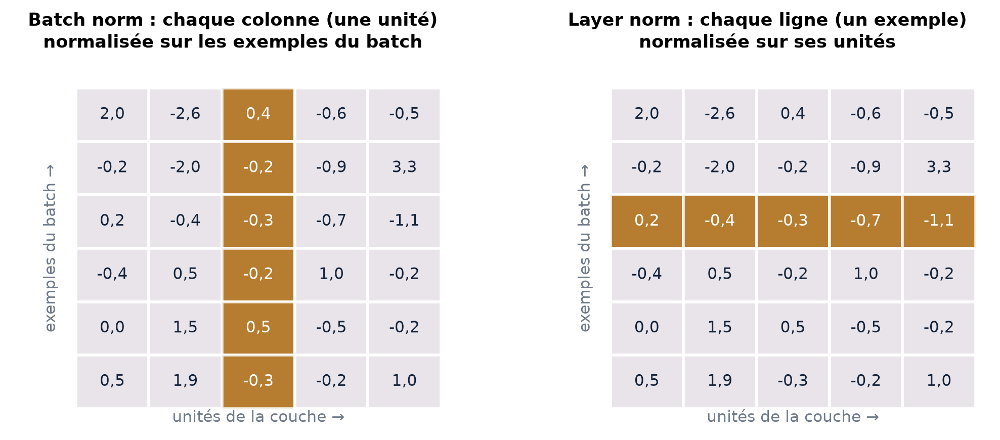 Batch norm : chaque colonne (une unité)
normalisée sur les exemples du batch
exemples du batch →
2,0 -2,6 0,4 -0,6 -0,5
-0,2 -2,0 -0,2 -0,9 3,3
0,2 -0,4 -0,3 -0,7 -1,1
-0,4 0,5 -0,2 1,0 -0,2
0,0 1,5 0,5 -0,5 -0,2
0,5 1,9 -0,3 -0,2 1,0
unités de la couche →
Layer norm : chaque ligne (un exemple)
normalisée sur ses unités
exemples du batch →
2,0 -2,6 0,4 -0,6 -0,5
-0,2 -2,0 -0,2 -0,9 3,3
0,2 -0,4 -0,3 -0,7 -1,1
-0,4 0,5 -0,2 1,0 -0,2
0,0 1,5 0,5 -0,5 -0,2
0,5 1,9 -0,3 -0,2 1,0
unités de la couche →